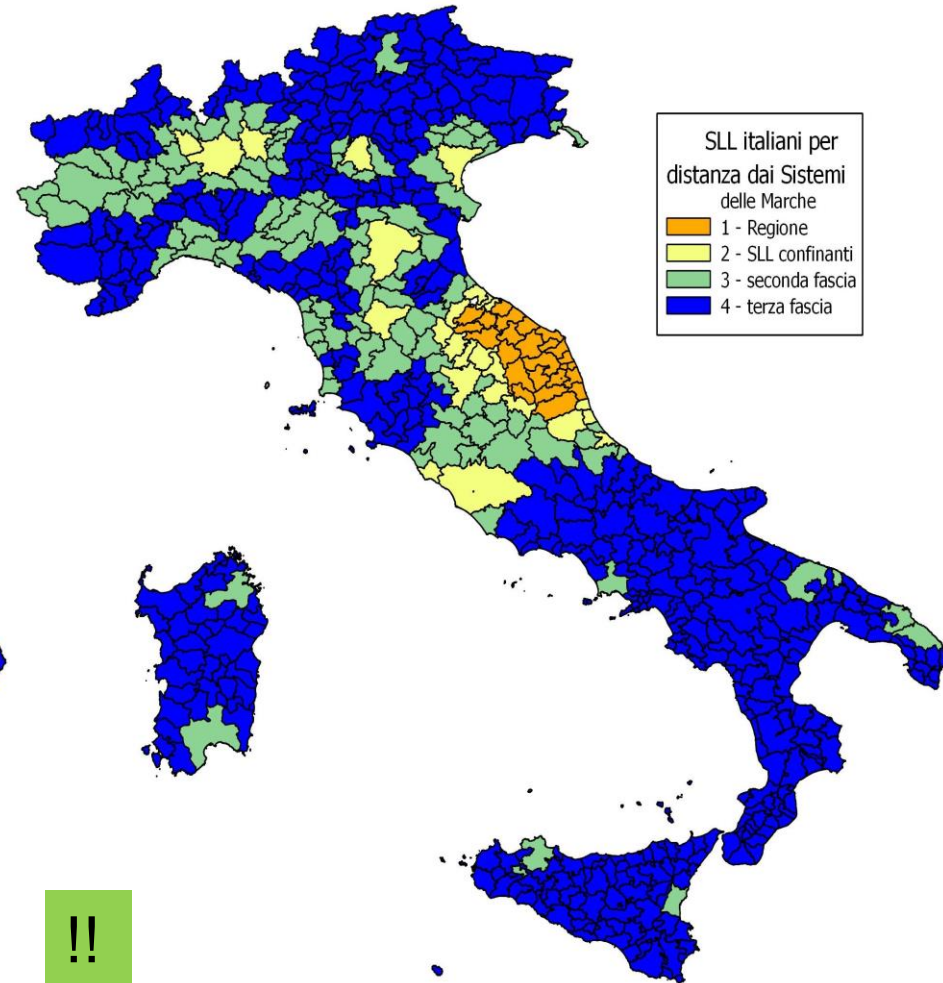 SLL italiani per
distanza dai Sistemi
delle Marche
1 - Regione
2 - SLL confinanti
3 - seconda fascia
4 - terza fascia
!!